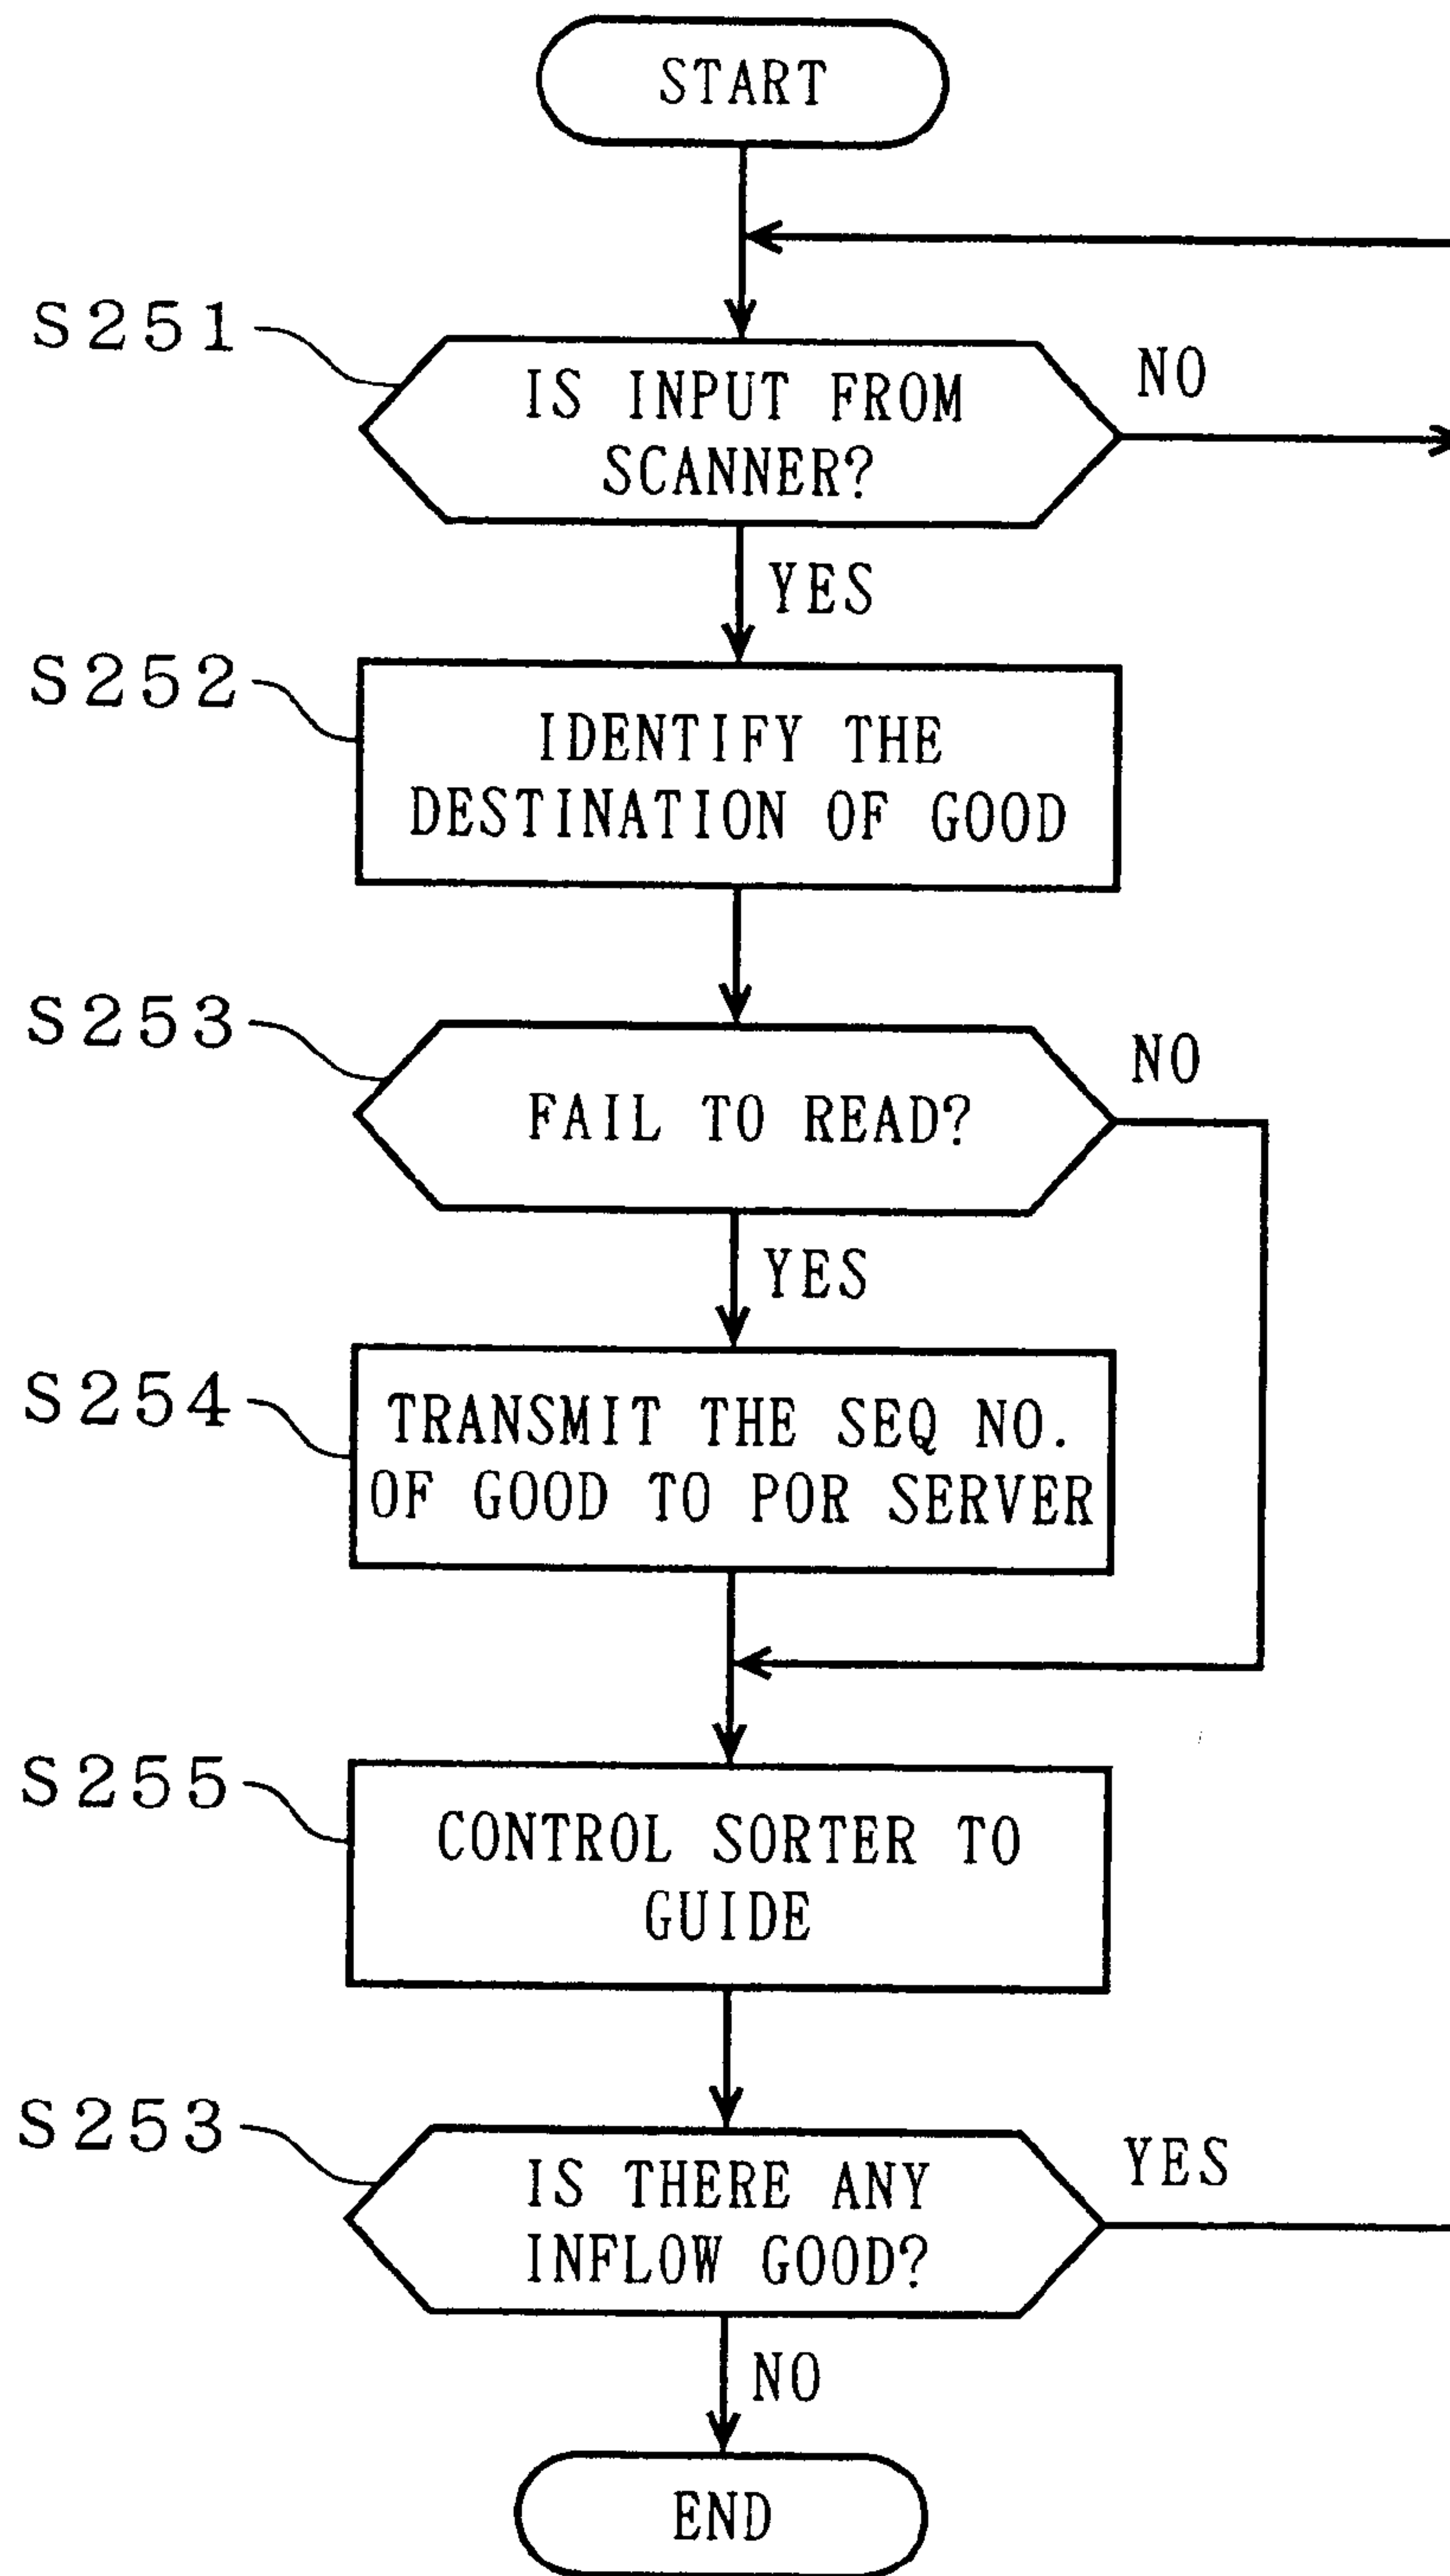 START
S251
IS INPUT FROM
SCANNER?
NO
YES
S252
IDENTIFY THE
DESTINATION OF GOOD
S253
FAIL TO READ?
NO
YES
S254
TRANSMIT THE SEQ NO.
OF GOOD TO POR SERVER
S255
CONTROL SORTER TO
GUIDE
S253
IS THERE ANY
INFLOW GOOD?
YES
NO
END